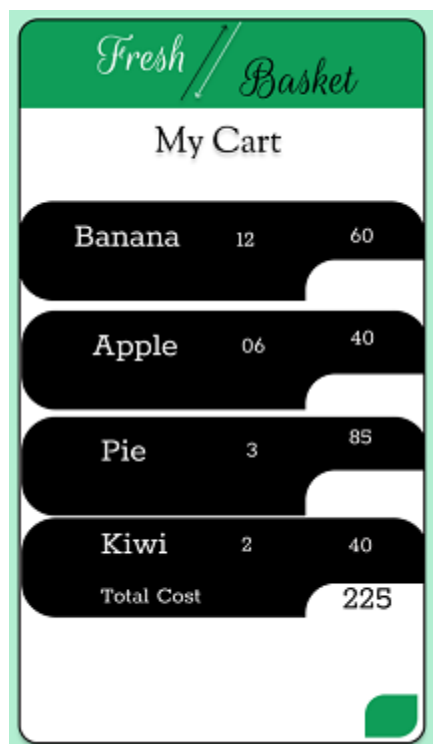 Fresh
Basket
My Cart
Banana 12 60
Apple 06 40
Pie 3 85
Kiwi 2 40
Total Cost 225